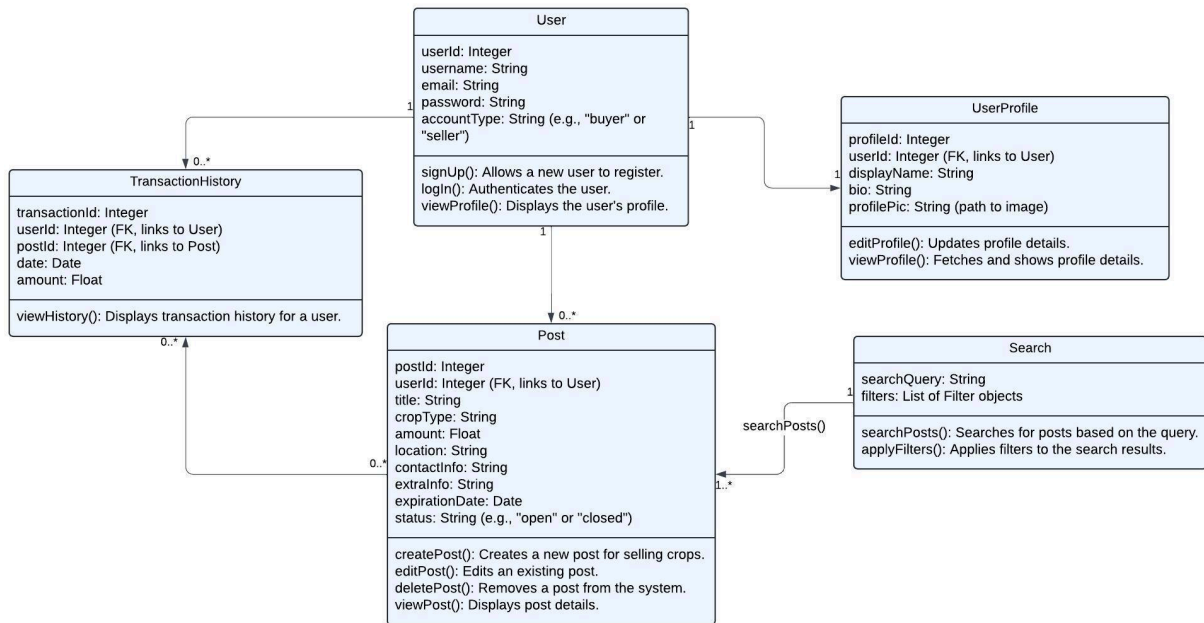 User
userId: Integer
username: String
email: String
password: String
accountType: String (e.g., "buyer" or
"seller")
signUp(): Allows a new user to register.
logIn(): Authenticates the user.
viewProfile(): Displays the user's profile.
1
1
1
0..*
1
0..*
UserProfile
profileId: Integer
userId: Integer (FK, links to User)
displayName: String
bio: String
profilePic: String (path to image)
editProfile(): Updates profile details.
viewProfile(): Fetches and shows profile details.
TransactionHistory
transactionId: Integer
userId: Integer (FK, links to User)
postId: Integer (FK, links to Post)
date: Date
amount: Float
viewHistory(): Displays transaction history for a user.
0..*
0..*
Post
postId: Integer
userId: Integer (FK, links to User)
title: String
cropType: String
amount: Float
location: String
contactInfo: String
extraInfo: String
expirationDate: Date
status: String (e.g., "open" or "closed")
createPost(): Creates a new post for selling crops.
editPost(): Edits an existing post.
deletePost(): Removes a post from the system.
viewPost(): Displays post details.
Search
searchQuery: String
filters: List of Filter objects
searchPosts(): Searches for posts based on the query.
applyFilters(): Applies filters to the search results.
1
searchPosts()
1..*